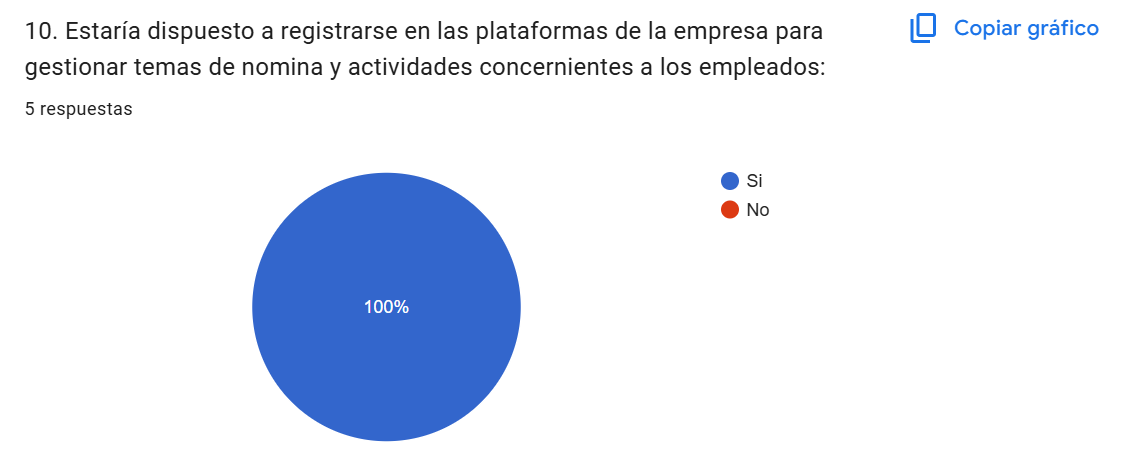 10. Estaría dispuesto a registrarse en las plataformas de la empresa para
gestionar temas de nomina y actividades concernientes a los empleados:
Copiar gráfico
5 respuestas
Si
No
100%